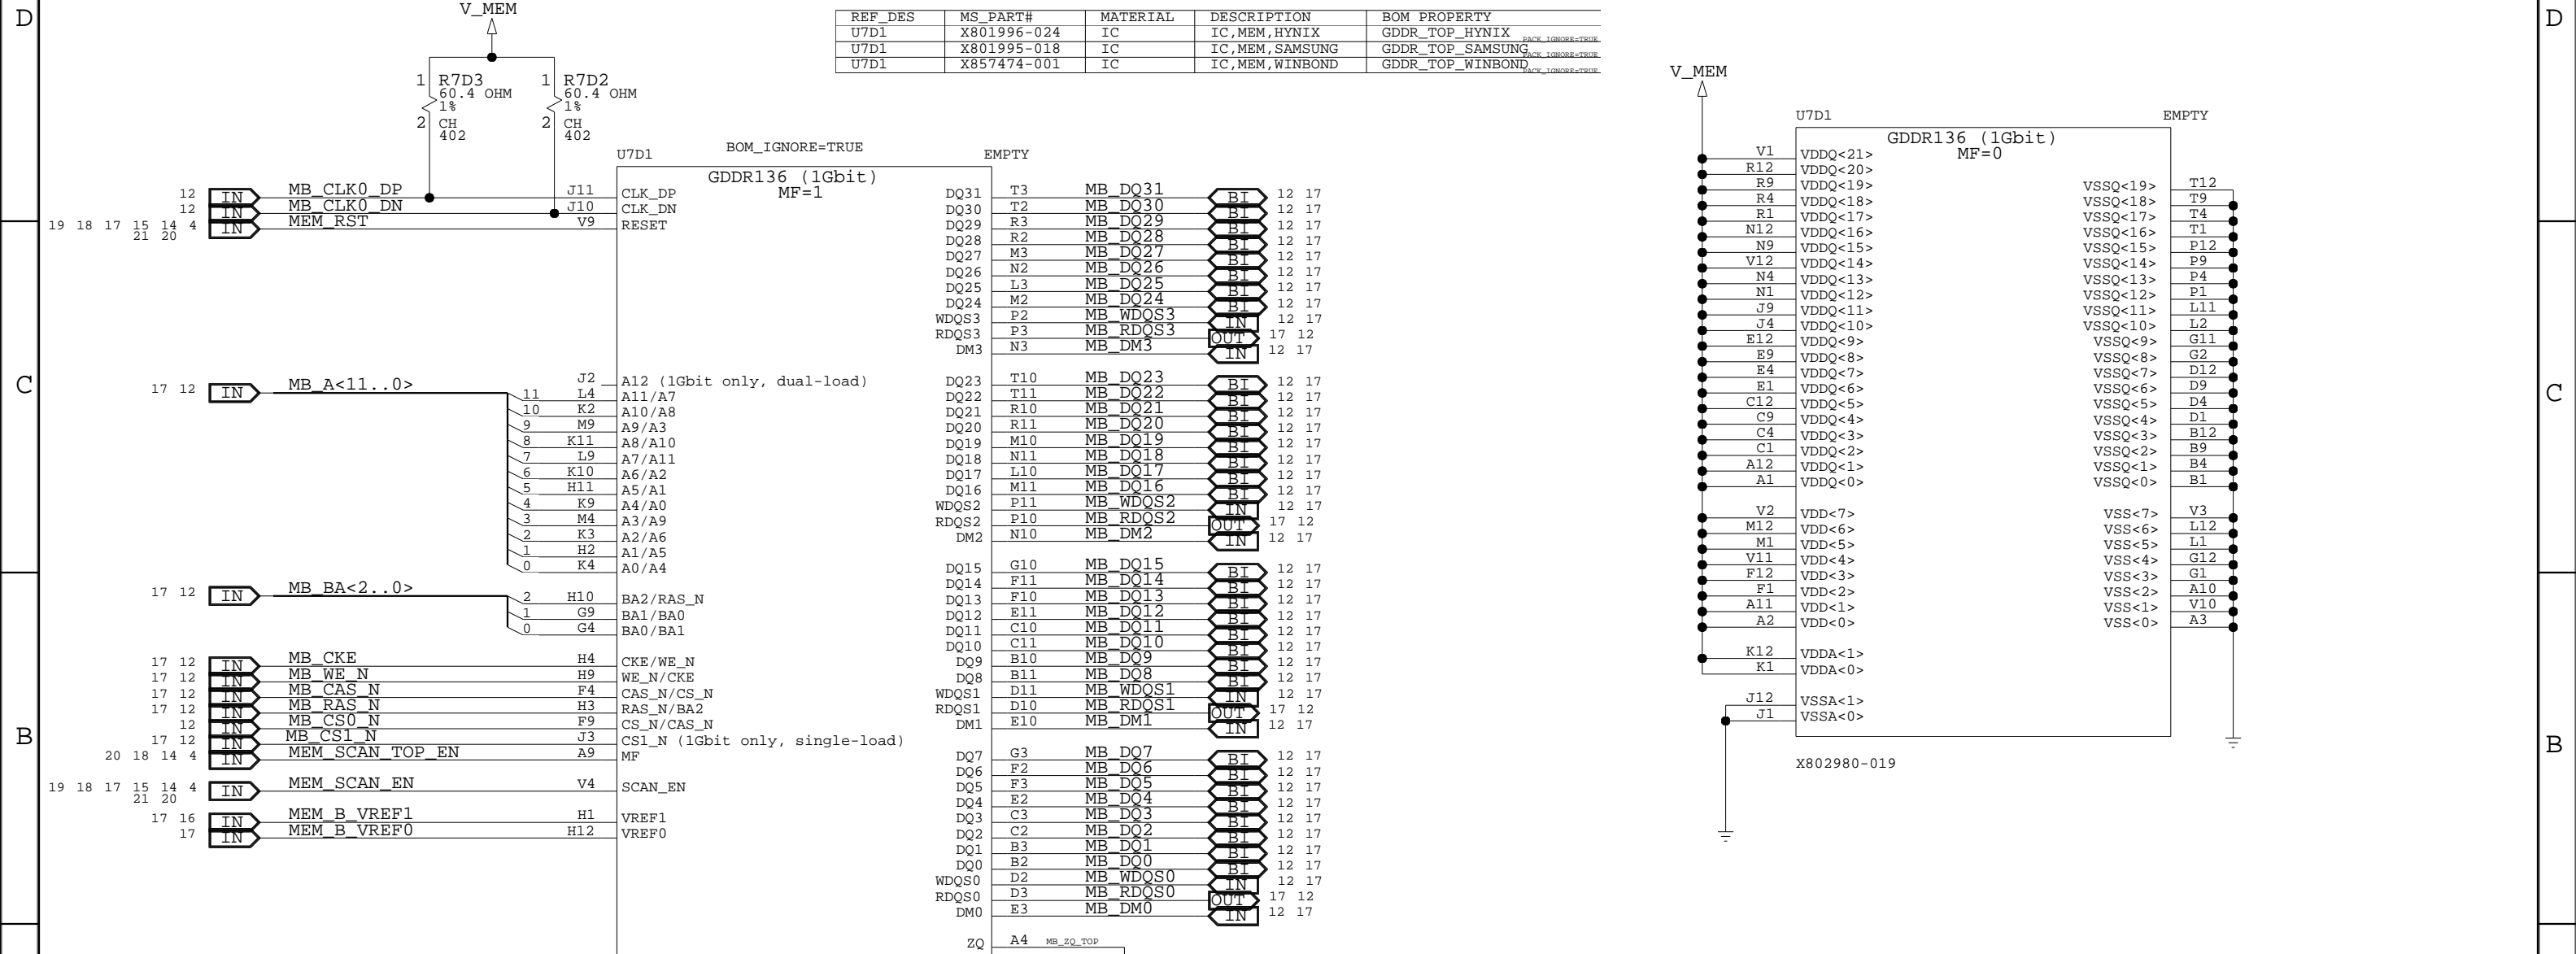 D
D
V_MEM
REF_DES MS_PART# MATERIAL DESCRIPTION BOM PROPERTY
U7D1 X801996-024 IC IC,MEM,HYNIX GDDR_TOP_HYNIX PACK_IGNORE=TRUE
U7D1 X801995-018 IC IC,MEM,SAMSUNG GDDR_TOP_SAMSUNG PACK_IGNORE=TRUE
U7D1 X857474-001 IC IC,MEM,WINBOND GDDR_TOP_WINBOND PACK_IGNORE=TRUE
1 R7D3
60.4 OHM
1%
2 CH
402
1 R7D2
60.4 OHM
1%
2 CH
402
U7D1 BOM_IGNORE=TRUE EMPTY
GDDR136 (1Gbit)
MF=1
12 IN MB_CLK0_DP J11 CLK_DP
12 IN MB_CLK0_DN J10 CLK_DN
19 18 17 15 14 4 IN MEM_RST V9 RESET
21 20
C
17 12 IN MB_A<11..0>
J2 A12 (1Gbit only, dual-load)
11 L4 A11/A7
10 K2 A10/A8
9 M9 A9/A3
8 K11 A8/A10
7 L9 A7/A11
6 K10 A6/A2
5 H11 A5/A1
4 K9 A4/A0
3 M4 A3/A9
2 K3 A2/A6
1 H2 A1/A5
0 K4 A0/A4
17 12 IN MB_BA<2..0>
2 H10 BA2/RAS_N
1 G9 BA1/BA0
0 G4 BA0/BA1
17 12 IN MB_CKE H4 CKE/WE_N
17 12 IN MB_WE_N H9 WE_N/CKE
17 12 IN MB_CAS_N F4 CAS_N/CS_N
17 12 IN MB_RAS_N H3 RAS_N/BA2
12 IN MB_CS0_N F9 CS_N/CAS_N
B
17 12 IN MB_CS1_N J3 CS1_N (1Gbit only, single-load)
20 18 14 4 IN MEM_SCAN_TOP_EN A9 MF
19 18 17 15 14 4 IN MEM_SCAN_EN V4 SCAN_EN
21 20
17 16 IN MEM_B_VREF1 H1 VREF1
17 IN MEM_B_VREF0 H12 VREF0
DQ31 T3 MB_DQ31 BI 12 17
DQ30 T2 MB_DQ30 BI 12 17
DQ29 R3 MB_DQ29 BI 12 17
DQ28 R2 MB_DQ28 BI 12 17
DQ27 M3 MB_DQ27 BI 12 17
DQ26 N2 MB_DQ26 BI 12 17
DQ25 L3 MB_DQ25 BI 12 17
DQ24 M2 MB_DQ24 BI 12 17
WDQS3 P2 MB_WDQS3 IN 12 17
RDQS3 P3 MB_RDQS3 OUT 17 12
DM3 N3 MB_DM3 IN 12 17
DQ23 T10 MB_DQ23 BI 12 17
DQ22 T11 MB_DQ22 BI 12 17
DQ21 R10 MB_DQ21 BI 12 17
DQ20 R11 MB_DQ20 BI 12 17
DQ19 M10 MB_DQ19 BI 12 17
DQ18 N11 MB_DQ18 BI 12 17
DQ17 L10 MB_DQ17 BI 12 17
DQ16 M11 MB_DQ16 BI 12 17
WDQS2 P11 MB_WDQS2 IN 12 17
RDQS2 P10 MB_RDQS2 OUT 17 12
DM2 N10 MB_DM2 IN 12 17
DQ15 G10 MB_DQ15 BI 12 17
DQ14 F11 MB_DQ14 BI 12 17
DQ13 F10 MB_DQ13 BI 12 17
DQ12 E11 MB_DQ12 BI 12 17
DQ11 C10 MB_DQ11 BI 12 17
DQ10 C11 MB_DQ10 BI 12 17
DQ9 B10 MB_DQ9 BI 12 17
DQ8 B11 MB_DQ8 BI 12 17
WDQS1 D11 MB_WDQS1 IN 12 17
RDQS1 D10 MB_RDQS1 OUT 17 12
DM1 E10 MB_DM1 IN 12 17
DQ7 G3 MB_DQ7 BI 12 17
DQ6 F2 MB_DQ6 BI 12 17
DQ5 F3 MB_DQ5 BI 12 17
DQ4 E2 MB_DQ4 BI 12 17
DQ3 C3 MB_DQ3 BI 12 17
DQ2 C2 MB_DQ2 BI 12 17
DQ1 B3 MB_DQ1 BI 12 17
DQ0 B2 MB_DQ0 BI 12 17
WDQS0 D2 MB_WDQS0 IN 12 17
RDQS0 D3 MB_RDQS0 OUT 17 12
DM0 E3 MB_DM0 IN 12 17
ZQ A4 MB_ZQ_TOP
V_MEM
U7D1 EMPTY
GDDR136 (1Gbit)
MF=0
V1 VDDQ<21>
R12 VDDQ<20>
R9 VDDQ<19> VSSQ<19> T12
R4 VDDQ<18> VSSQ<18> T9
R1 VDDQ<17> VSSQ<17> T4
N12 VDDQ<16> VSSQ<16> T1
N9 VDDQ<15> VSSQ<15> P12
V12 VDDQ<14> VSSQ<14> P9
N4 VDDQ<13> VSSQ<13> P4
N1 VDDQ<12> VSSQ<12> P1
J9 VDDQ<11> VSSQ<11> L11
J4 VDDQ<10> VSSQ<10> L2
E12 VDDQ<9> VSSQ<9> G11
E9 VDDQ<8> VSSQ<8> G2
E4 VDDQ<7> VSSQ<7> D12
E1 VDDQ<6> VSSQ<6> D9
C12 VDDQ<5> VSSQ<5> D4
C9 VDDQ<4> VSSQ<4> D1
C4 VDDQ<3> VSSQ<3> B12
C1 VDDQ<2> VSSQ<2> B9
A12 VDDQ<1> VSSQ<1> B4
A1 VDDQ<0> VSSQ<0> B1
V2 VDD<7> VSS<7> V3
M12 VDD<6> VSS<6> L12
M1 VDD<5> VSS<5> L1
V11 VDD<4> VSS<4> G12
F12 VDD<3> VSS<3> G1
F1 VDD<2> VSS<2> A10
A11 VDD<1> VSS<1> V10
A2 VDD<0> VSS<0> A3
K12 VDDA<1>
K1 VDDA<0>
J12 VSSA<1>
J1 VSSA<0>
X802980-019
C
B